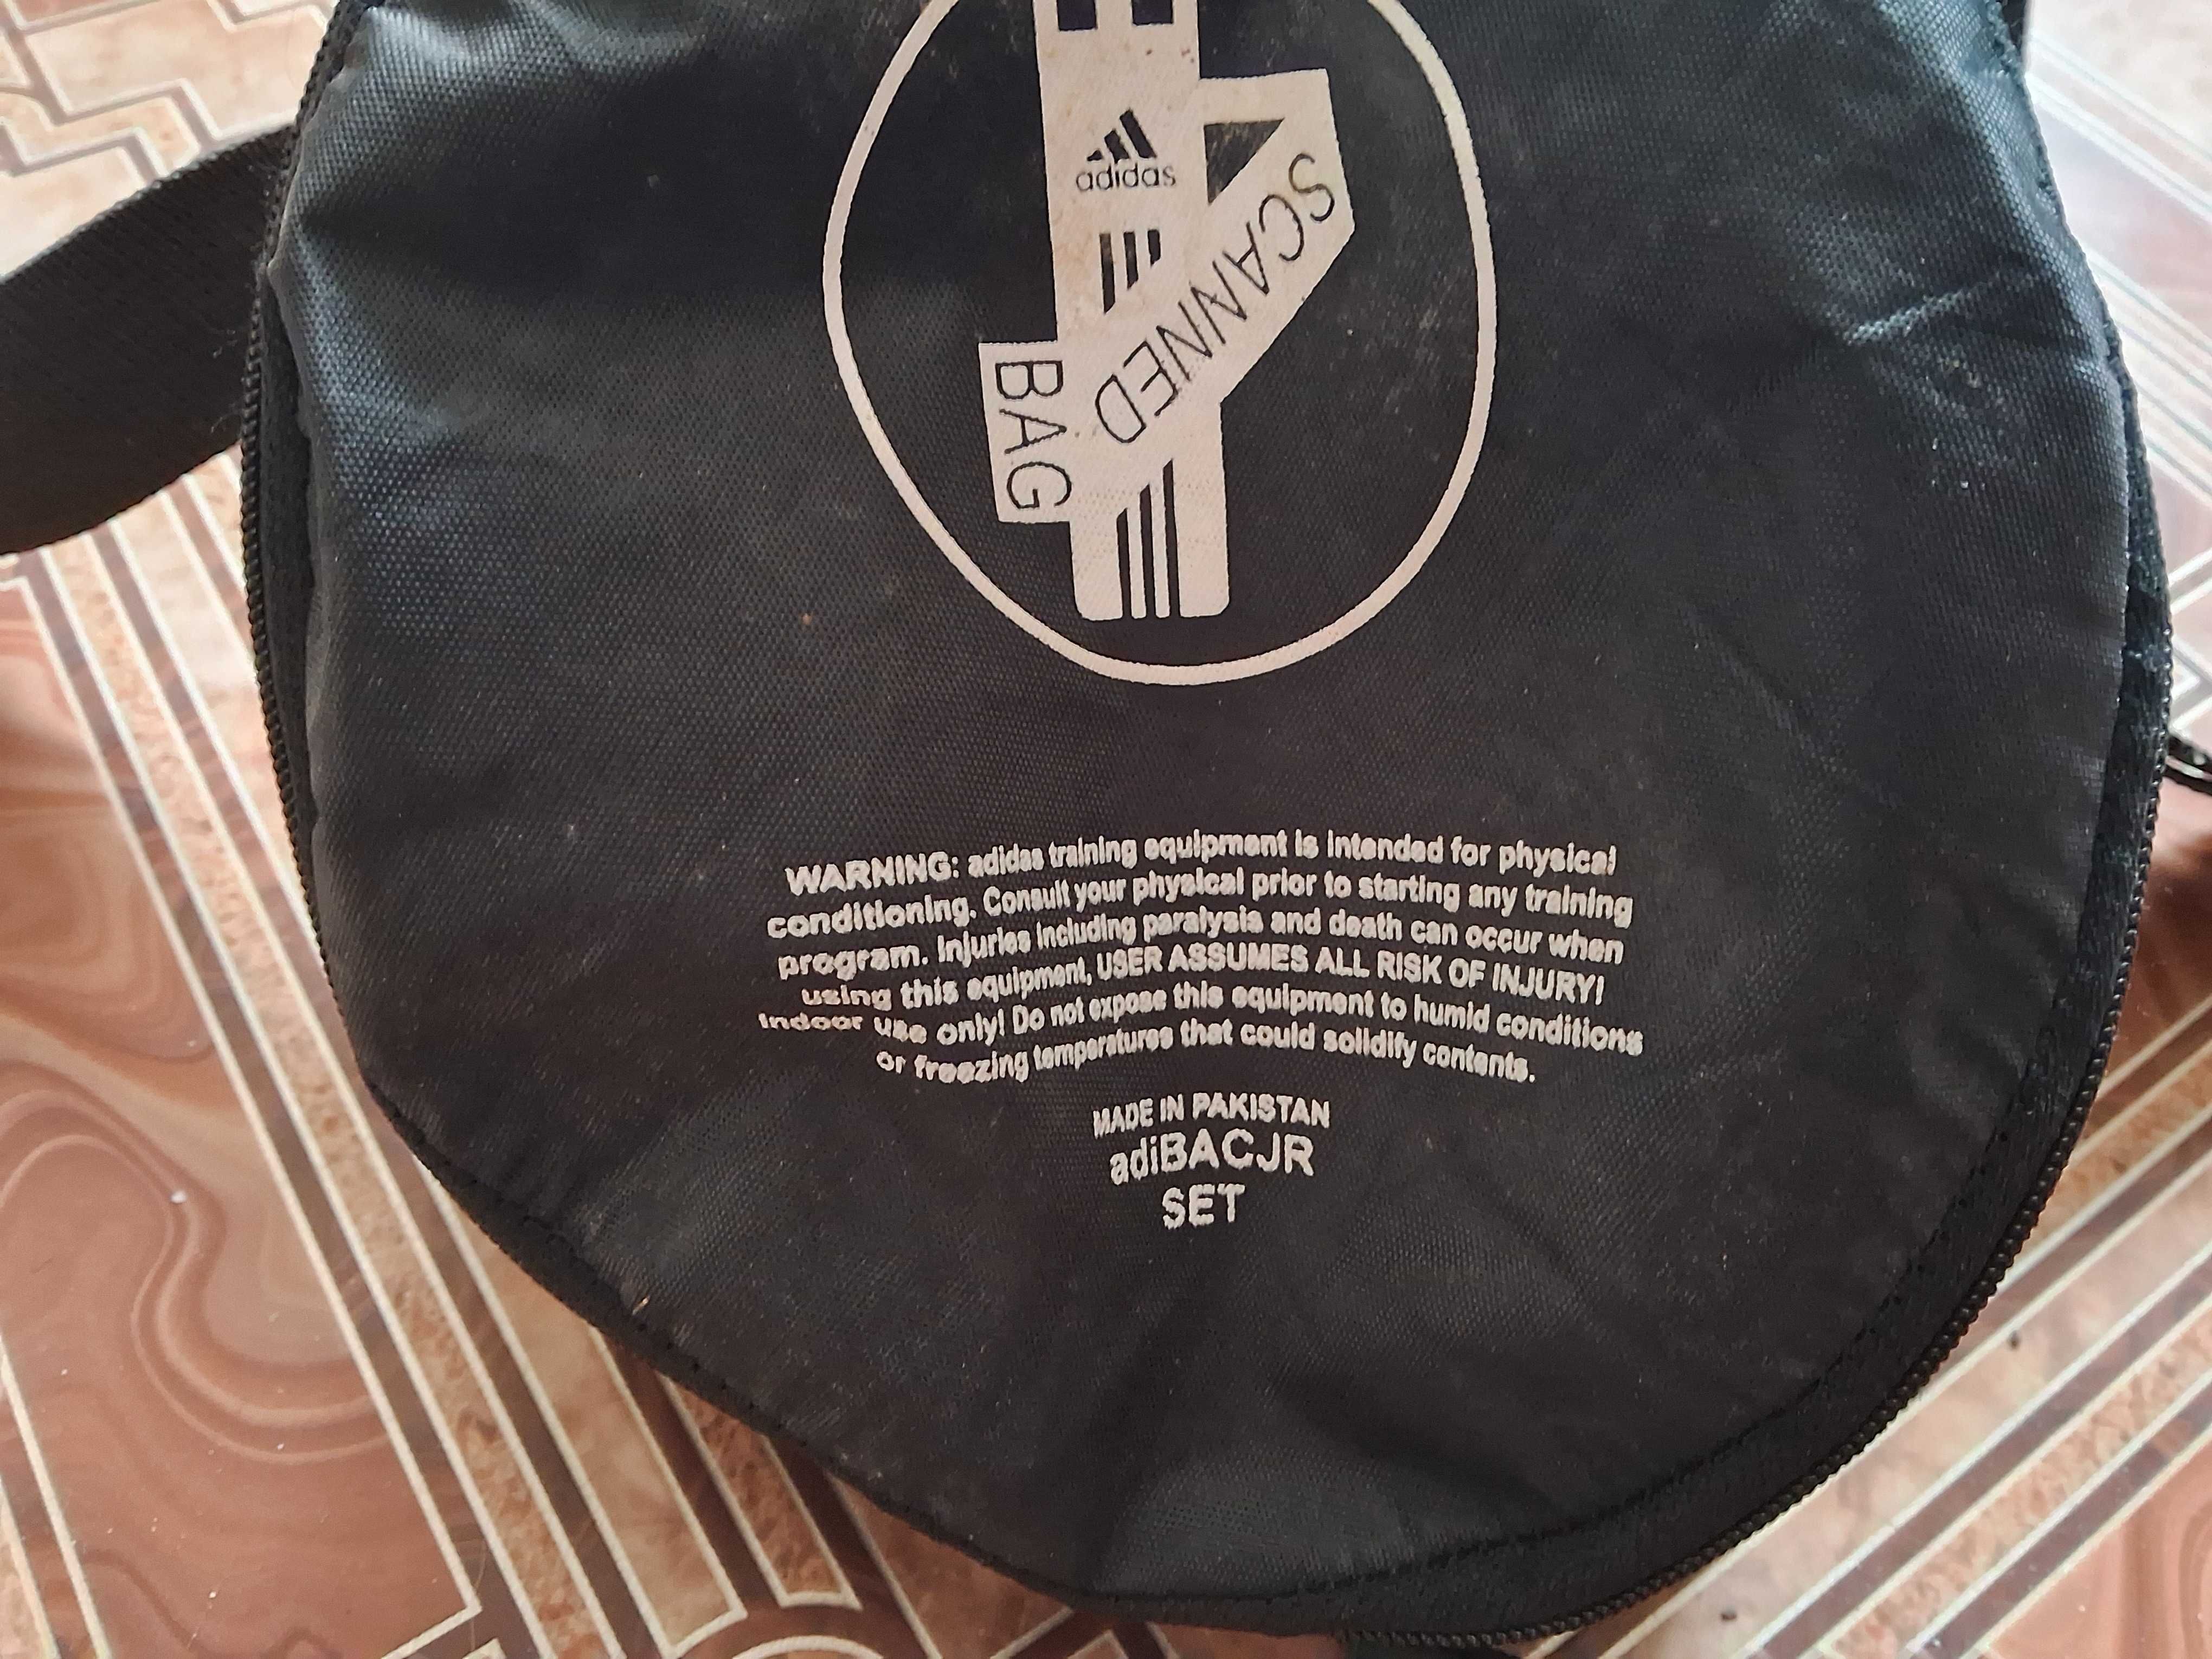 adidas
SCANNED
BAG
WARNING: adidas training equipment is intended for physical
conditioning. Consult your physical prior to starting any training
program. Injuries including paralysis and death can occur when
using this equipment, USER ASSUMES ALL RISK OF INJURY!
Indoor use only! Do not expose this equipment to humid conditions
or freezing temperatures that could solidify contents.
MADE IN PAKISTAN
adiBACJR
SET